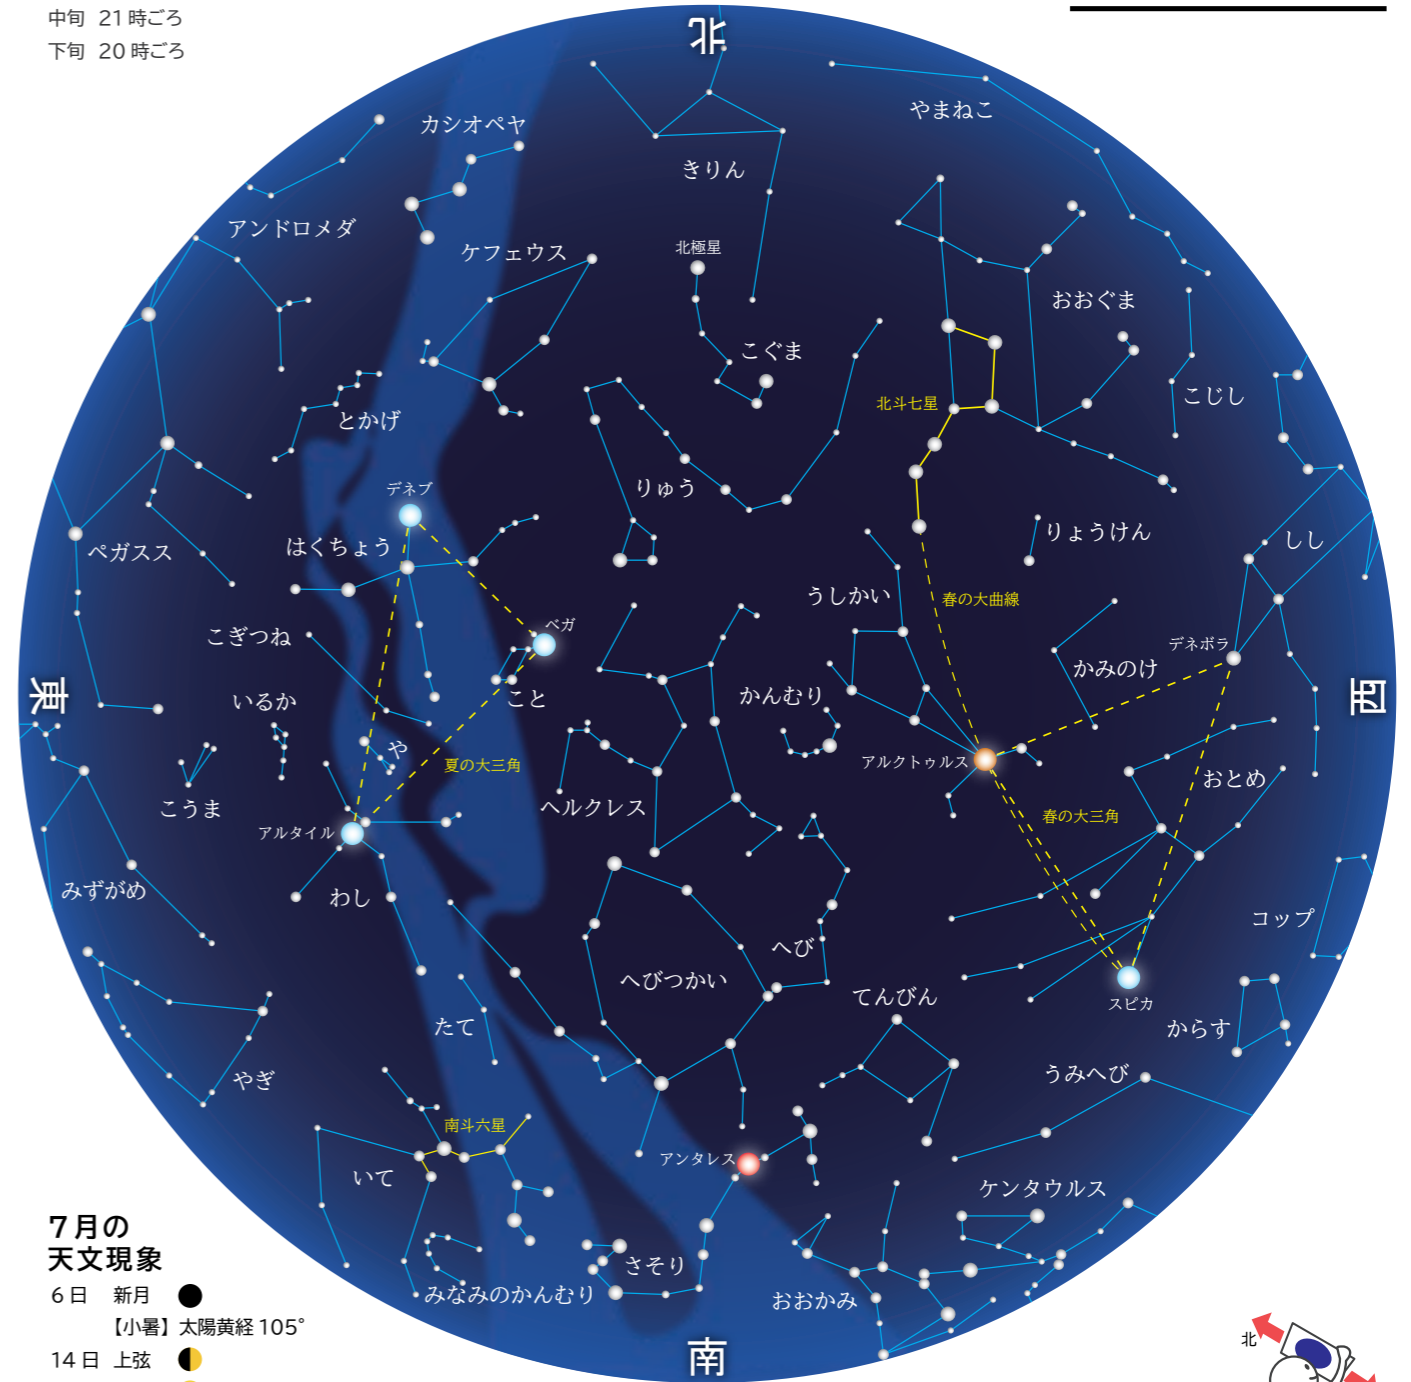 中旬 21時ごろ
下旬 20時ごろ
北
やまねこ
カシオペヤ
きりん
アンドロメダ
ケフェウス
北極星
おおぐま
こぐま
こじし
北斗七星
とかげ
りゅう
デネブ
りょうけん
しし
はくちょう
ペガスス
うしかい
春の大曲線
ベガ
こぎつね
デネボラ
かみのけ
東
いるか
こと
かんむり
西
や
夏の大三角
アルクトゥルス
おとめ
こうま
ヘルクレス
春の大三角
アルタイル
みずがめ
わし
コップ
へび
へびつかい
てんびん
スピカ
たて
からす
やぎ
うみへび
南斗六星
アンタレス
いて
ケンタウルス
さそり
みなみのかんむり
おおかみ
南
7月の
天文現象
6日 新月
【小暑】太陽黄経105°
14日 上弦
北